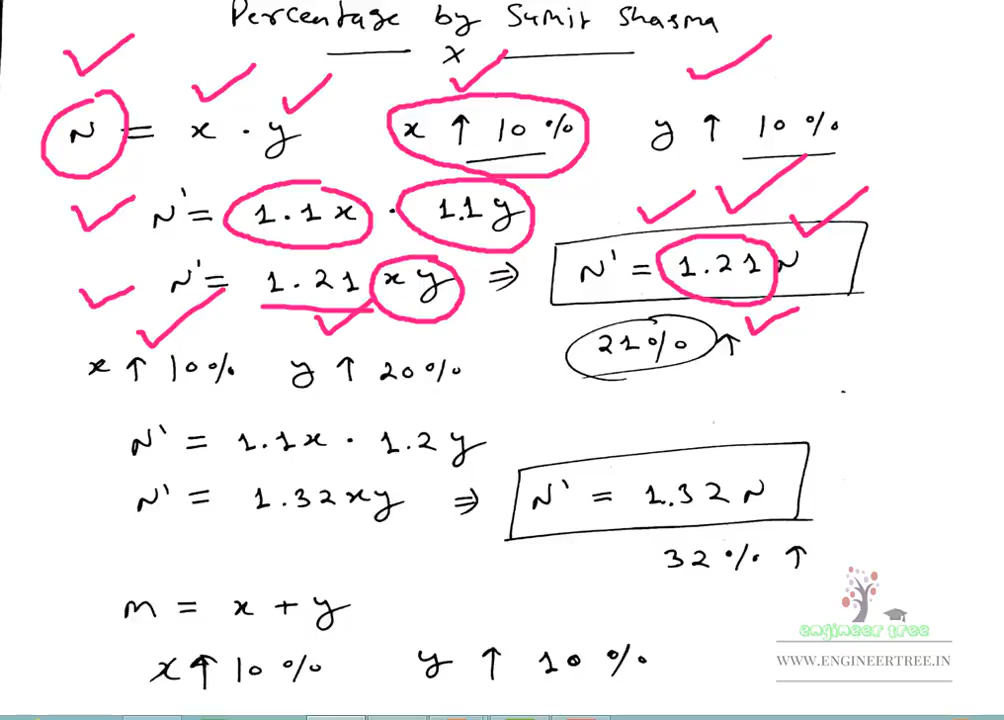 Percentage by Sumit Sharma
x
N = x · y x ↑ 10 % y ↑ 10 %
N' = 1.1x · 1.1y
N' = 1.21 xy ⇒ N' = 1.21 N
21% ↑
x ↑ 10% y ↑ 20%
N' = 1.1x · 1.2y
N' = 1.32xy ⇒ N' = 1.32 N
32 % ↑
m = x + y
x ↑ 10 % y ↑ 10 %
engineer tree
WWW.ENGINEERTREE.IN